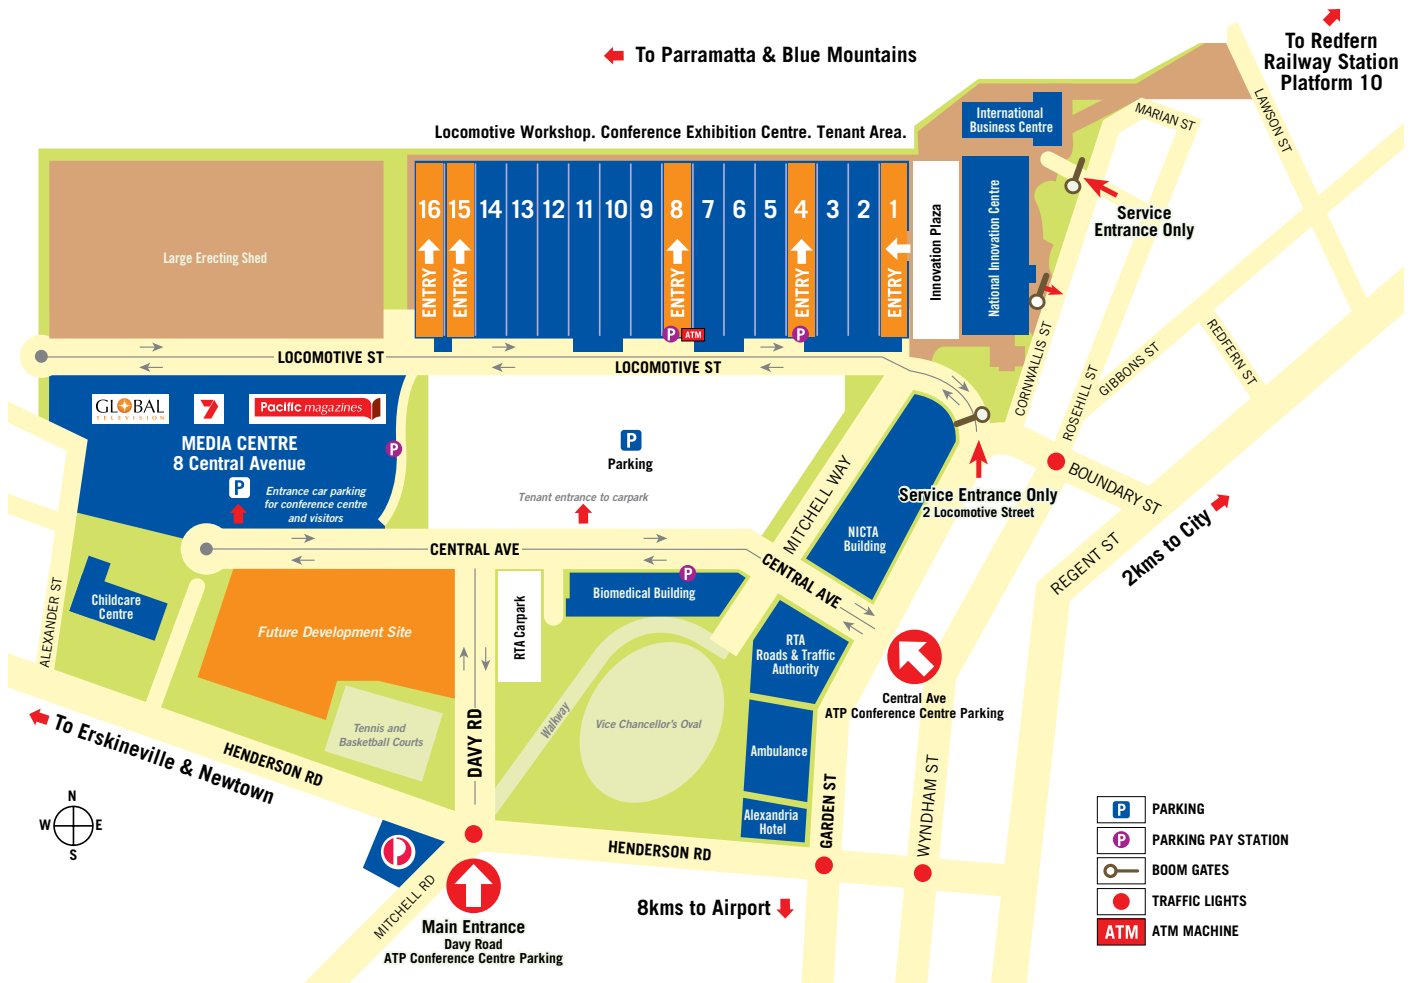 To Parramatta & Blue Mountains
To Redfern
Railway Station
Platform 10
Locomotive Workshop. Conference Exhibition Centre. Tenant Area.
International
Business Centre
MARIAN ST
LAWSON ST
Large Erecting Shed
16
15
14
13
12
11
10
9
8
7
6
5
4
3
2
1
ENTRY
ENTRY
ENTRY
ENTRY
ENTRY
Innovation Plaza
National Innovation Centre
Service
Entrance Only
P
ATM
P
LOCOMOTIVE ST
LOCOMOTIVE ST
CORNWALLIS ST
ROSEHILL ST
GIBBONS ST
REDFERN ST
GLOBAL
TELEVISION
7
Pacific magazines
MEDIA CENTRE
8 Central Avenue
P
P
Entrance car parking
for conference centre
and visitors
P
Parking
Tenant entrance to carpark
MITCHELL WAY
Service Entrance Only
2 Locomotive Street
BOUNDARY ST
REGENT ST
2kms to City
NICTA
Building
CENTRAL AVE
CENTRAL AVE
ALEXANDER ST
Childcare
Centre
Future Development Site
RTA Carpark
P
Biomedical Building
RTA
Roads & Traffic
Authority
Central Ave
ATP Conference Centre Parking
Tennis and
Basketball Courts
DAVY RD
Walkway
Vice Chancellor's Oval
Ambulance
Alexandria
Hotel
GARDEN ST
WYNDHAM ST
To Erskineville & Newtown
HENDERSON RD
HENDERSON RD
N
W
E
S
MITCHELL RD
Main Entrance
Davy Road
ATP Conference Centre Parking
8kms to Airport
P
PARKING
P
PARKING PAY STATION
BOOM GATES
TRAFFIC LIGHTS
ATM
ATM MACHINE